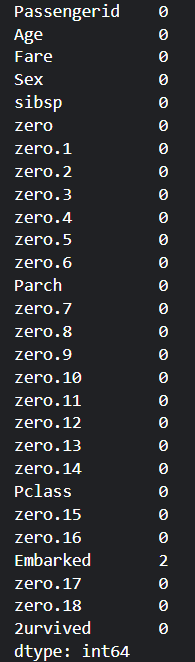 Passengerid 0
Age 0
Fare 0
Sex 0
sibsp 0
zero 0
zero.1 0
zero.2 0
zero.3 0
zero.4 0
zero.5 0
zero.6 0
Parch 0
zero.7 0
zero.8 0
zero.9 0
zero.10 0
zero.11 0
zero.12 0
zero.13 0
zero.14 0
Pclass 0
zero.15 0
zero.16 0
Embarked 2
zero.17 0
zero.18 0
2urvived 0
dtype: int64